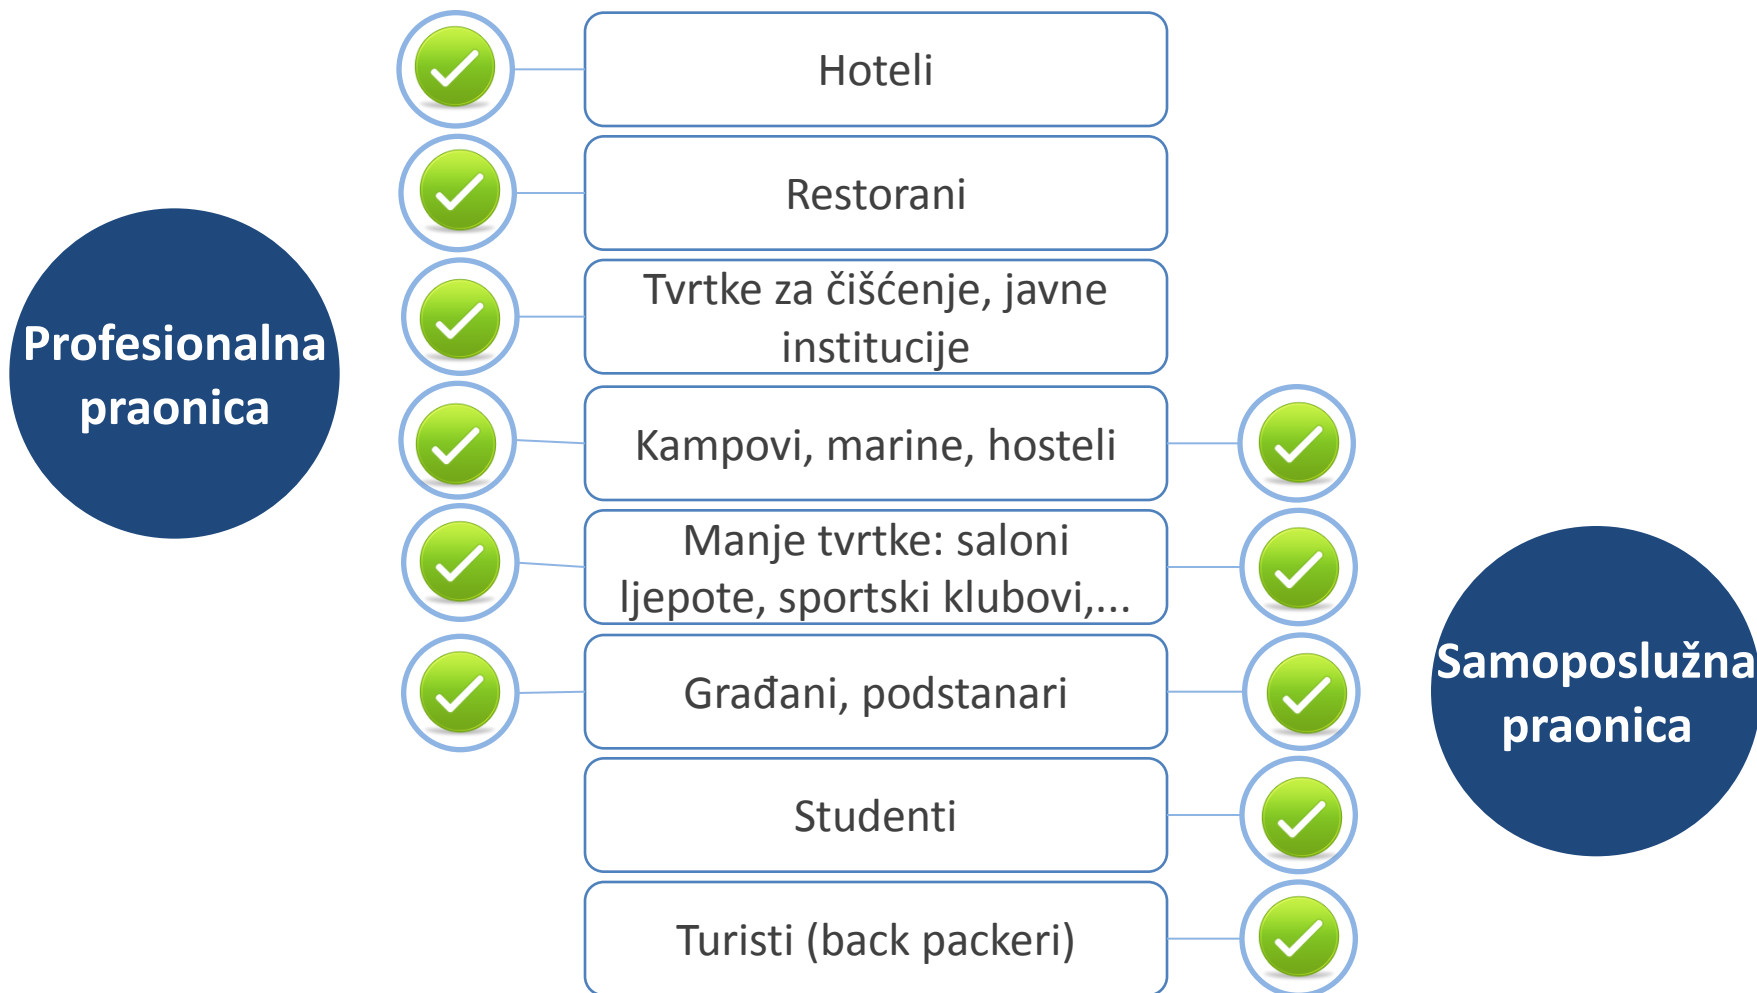 Hoteli
Restorani
Tvrtke za čišćenje, javne
institucije
Profesionalna
praonica
Kampovi, marine, hosteli
Manje tvrtke: saloni
ljepote, sportski klubovi,...
Građani, podstanari
Samoposlužna
praonica
Studenti
Turisti (back packeri)